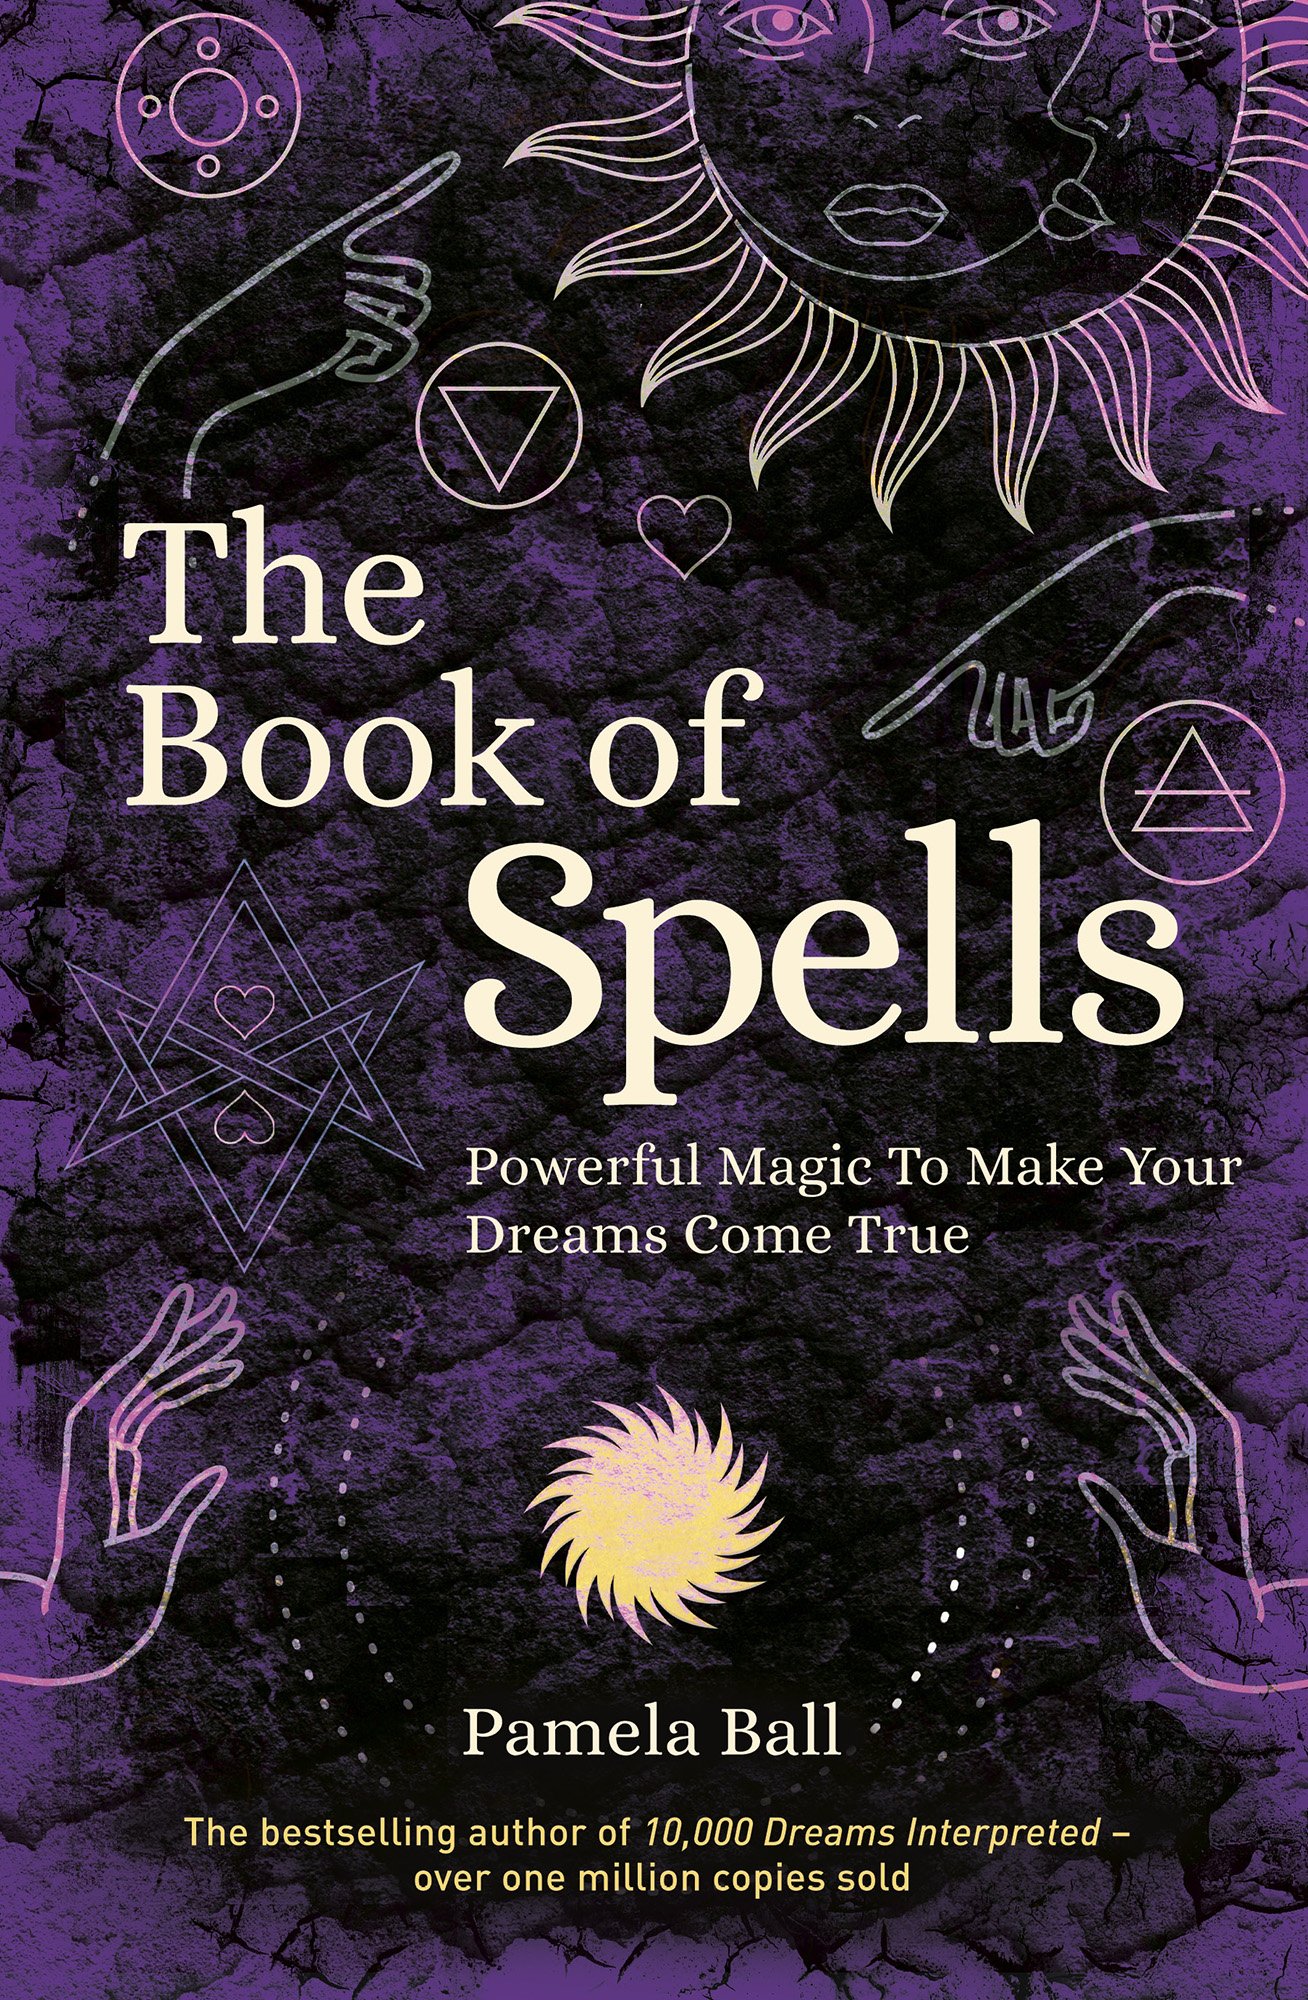 The
Book of
Spells
Powerful Magic To Make Your
Dreams Come True
Pamela Ball
The bestselling author of 10,000 Dreams Interpreted –
over one million copies sold